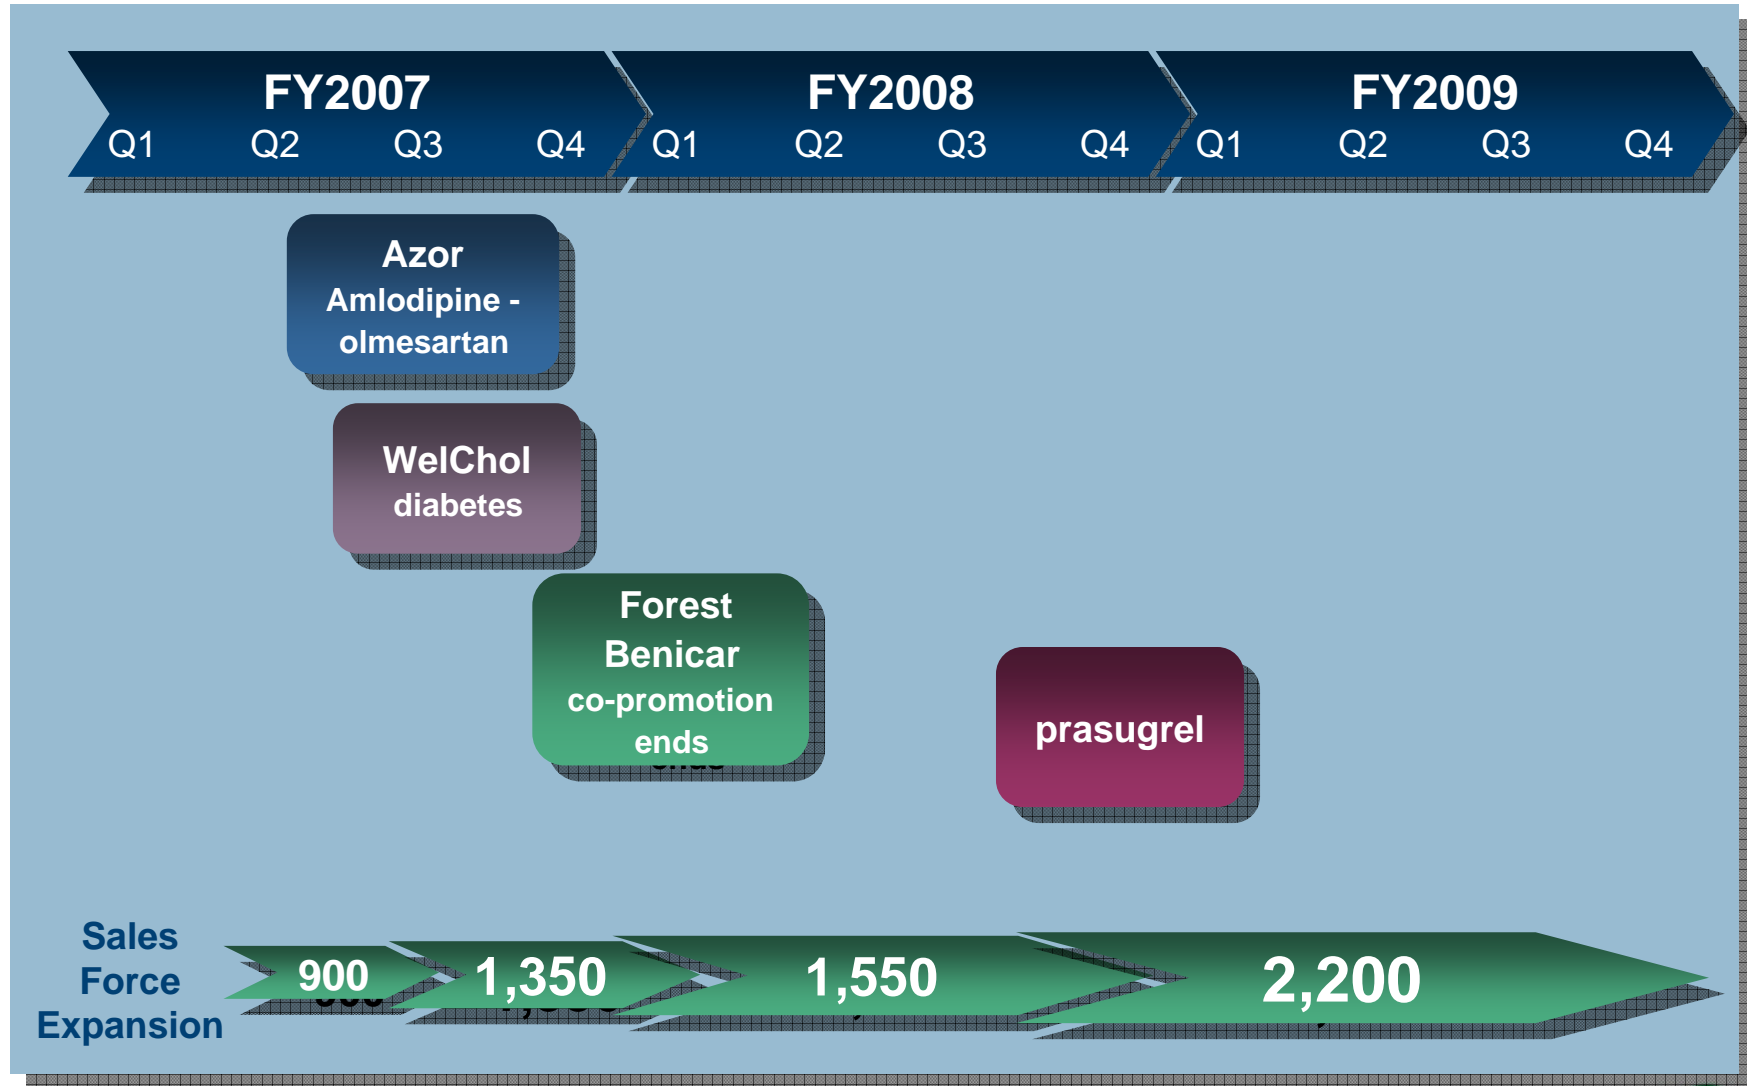 FY2007 FY2008 FY2009
Q1 Q2 Q3 Q4 Q1 Q2 Q3 Q4 Q1 Q2 Q3 Q4
Azor
Amlodipine -
olmesartan
WelChol
diabetes
Forest
Benicar
co-promotion
ends
prasugrel
Sales
Force
Expansion
900 1,350 1,550 2,200